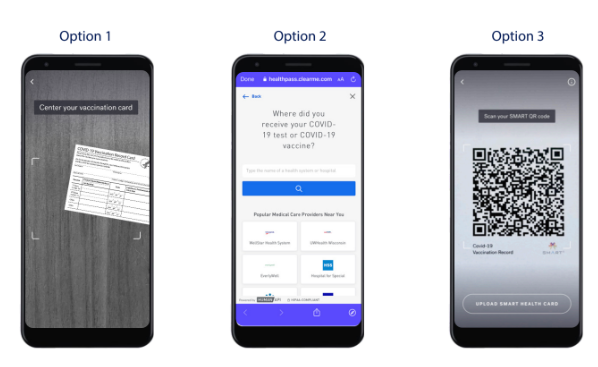 Option 1
Center your vaccination card
COVID-19 Vaccination Record Card
Option 2
Done healthpass.clearme.com AA
Back
Where did you
receive your COVID-
19 test or COVID-19
vaccine?
Type the name of a health system or hospital
Popular Medical Care Providers Near You
MedStar Health System
UWHealth Wisconsin
HSS
EveryWell
Hospital for Special
Option 3
Scan your SMART QR code
Covid-19
Vaccination Record
UPLOAD SMART HEALTH CARD